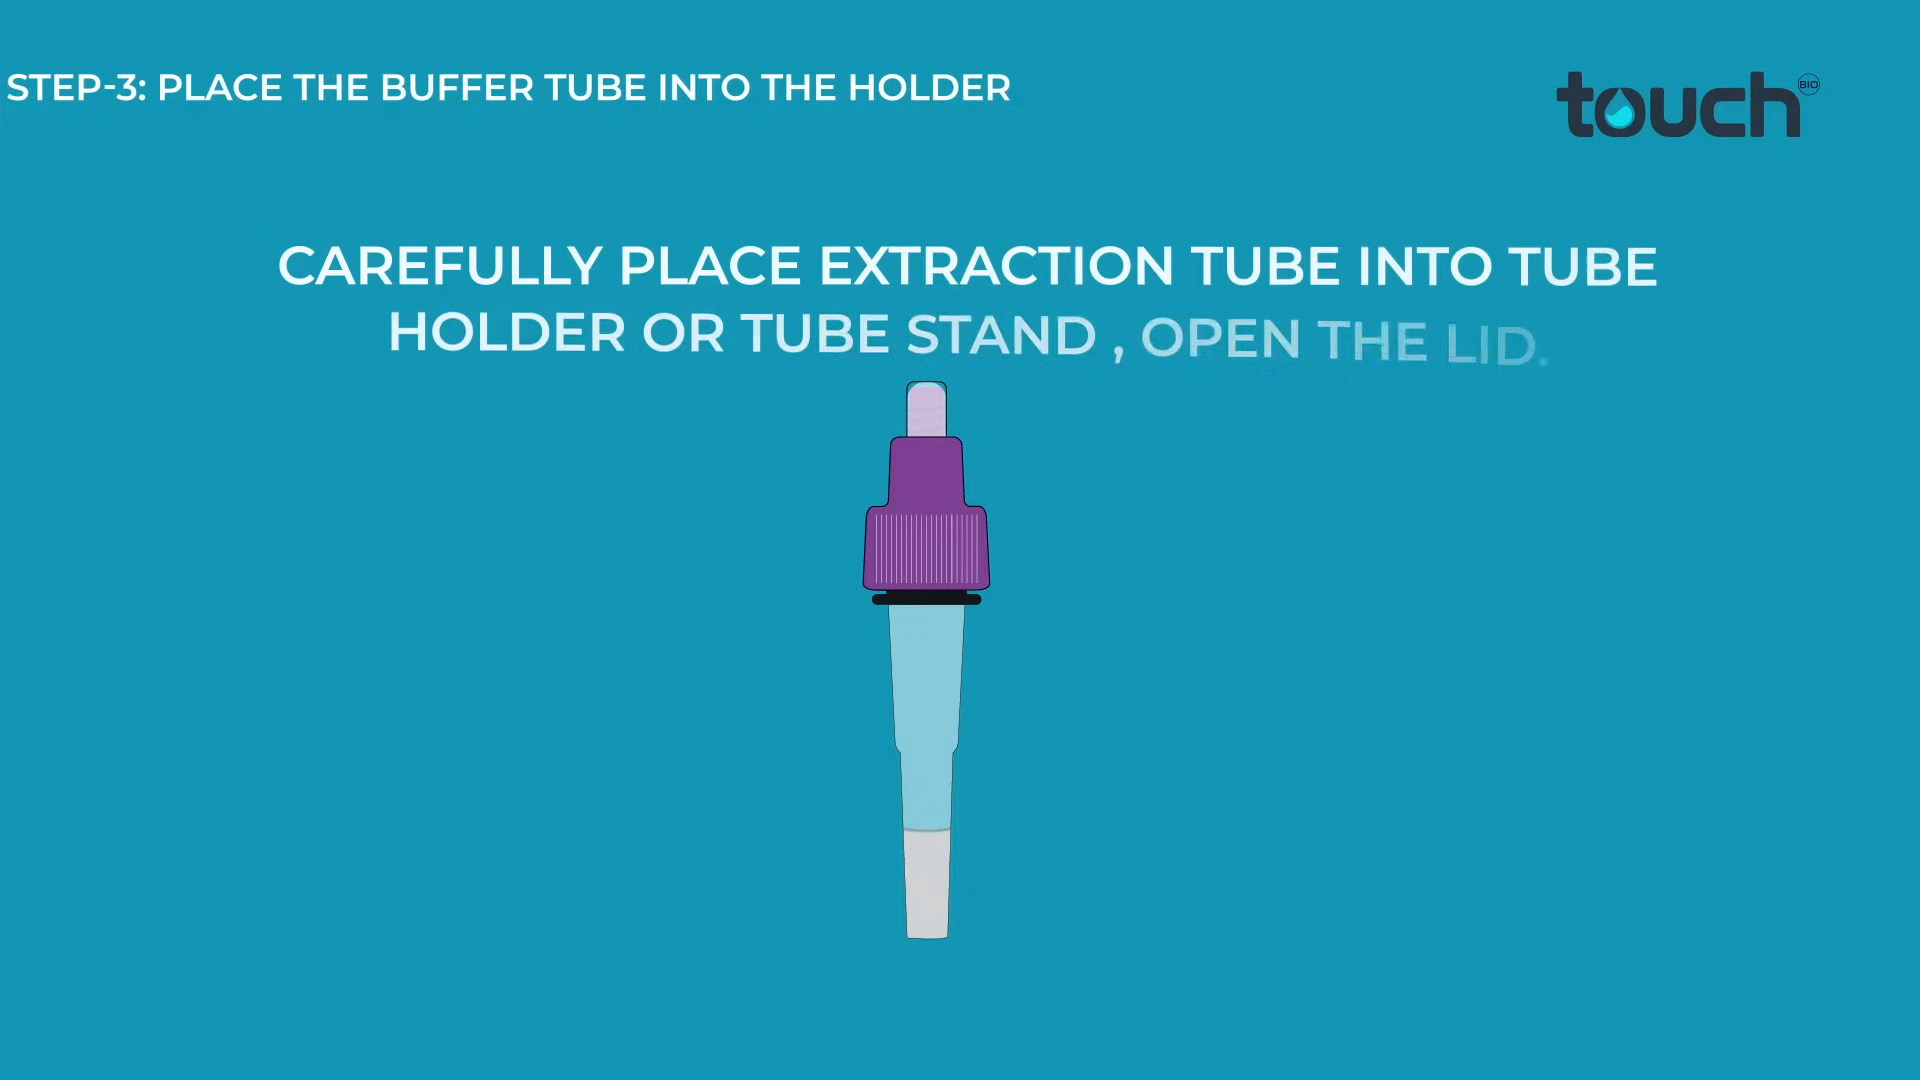 STEP-3: PLACE THE BUFFER TUBE INTO THE HOLDER
touch BIO
CAREFULLY PLACE EXTRACTION TUBE INTO TUBE
HOLDER OR TUBE STAND , OPEN THE LID.